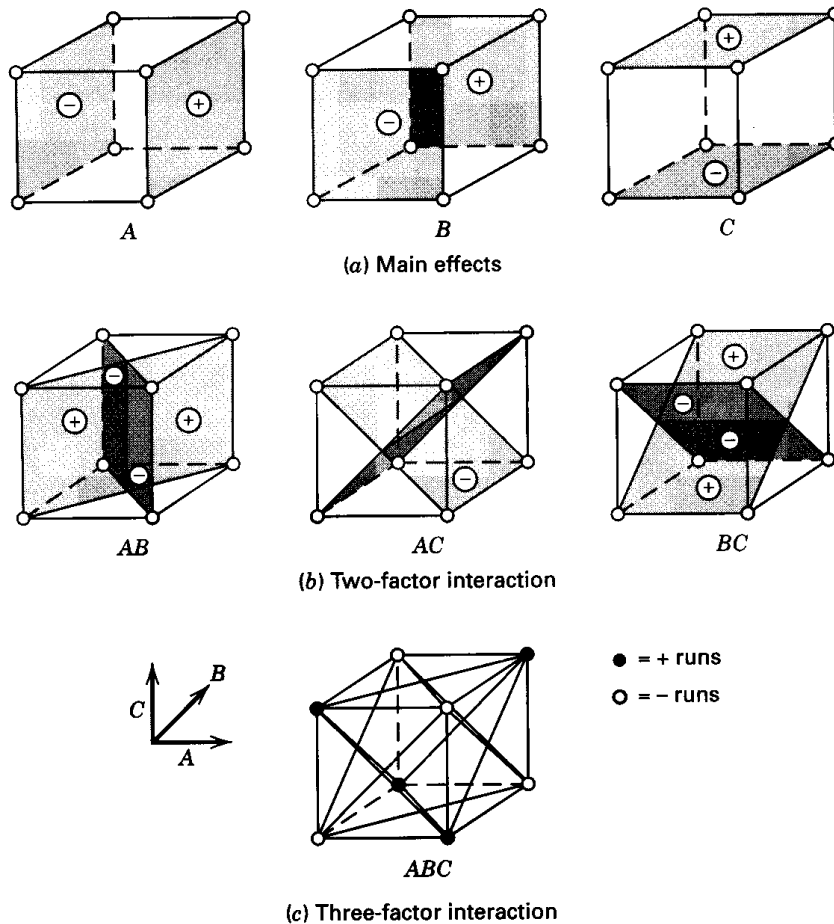 − + − + + −
A B C
(a) Main effects
− + + − − + − − +
AB AC BC
(b) Two-factor interaction
B
C
A
● = + runs
○ = − runs
ABC
(c) Three-factor interaction